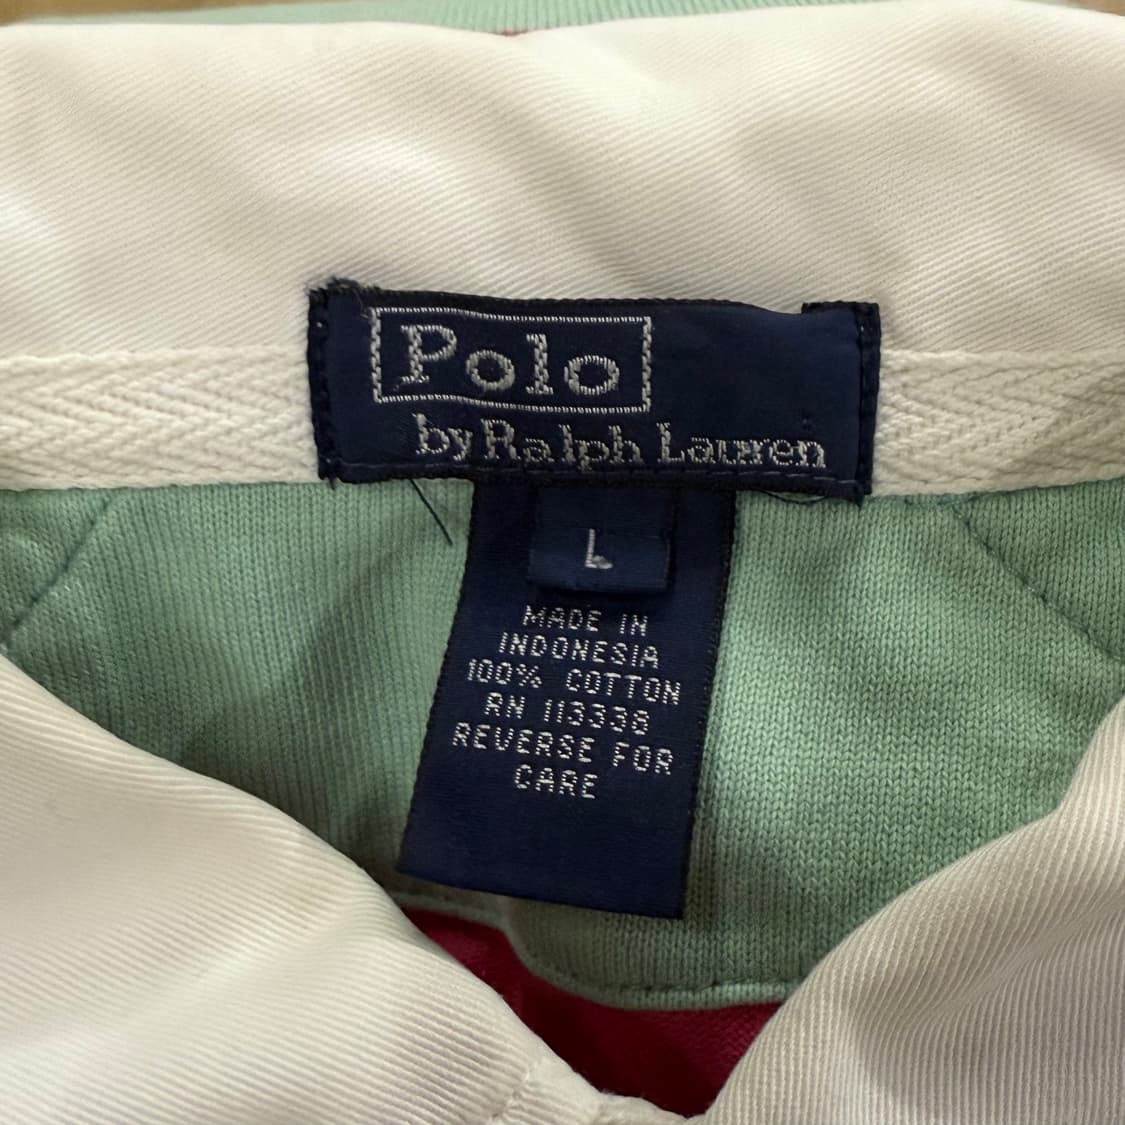 Polo
by Ralph Lauren
L
MADE IN
INDONESIA
100% COTTON
RN 113338
REVERSE FOR
CARE